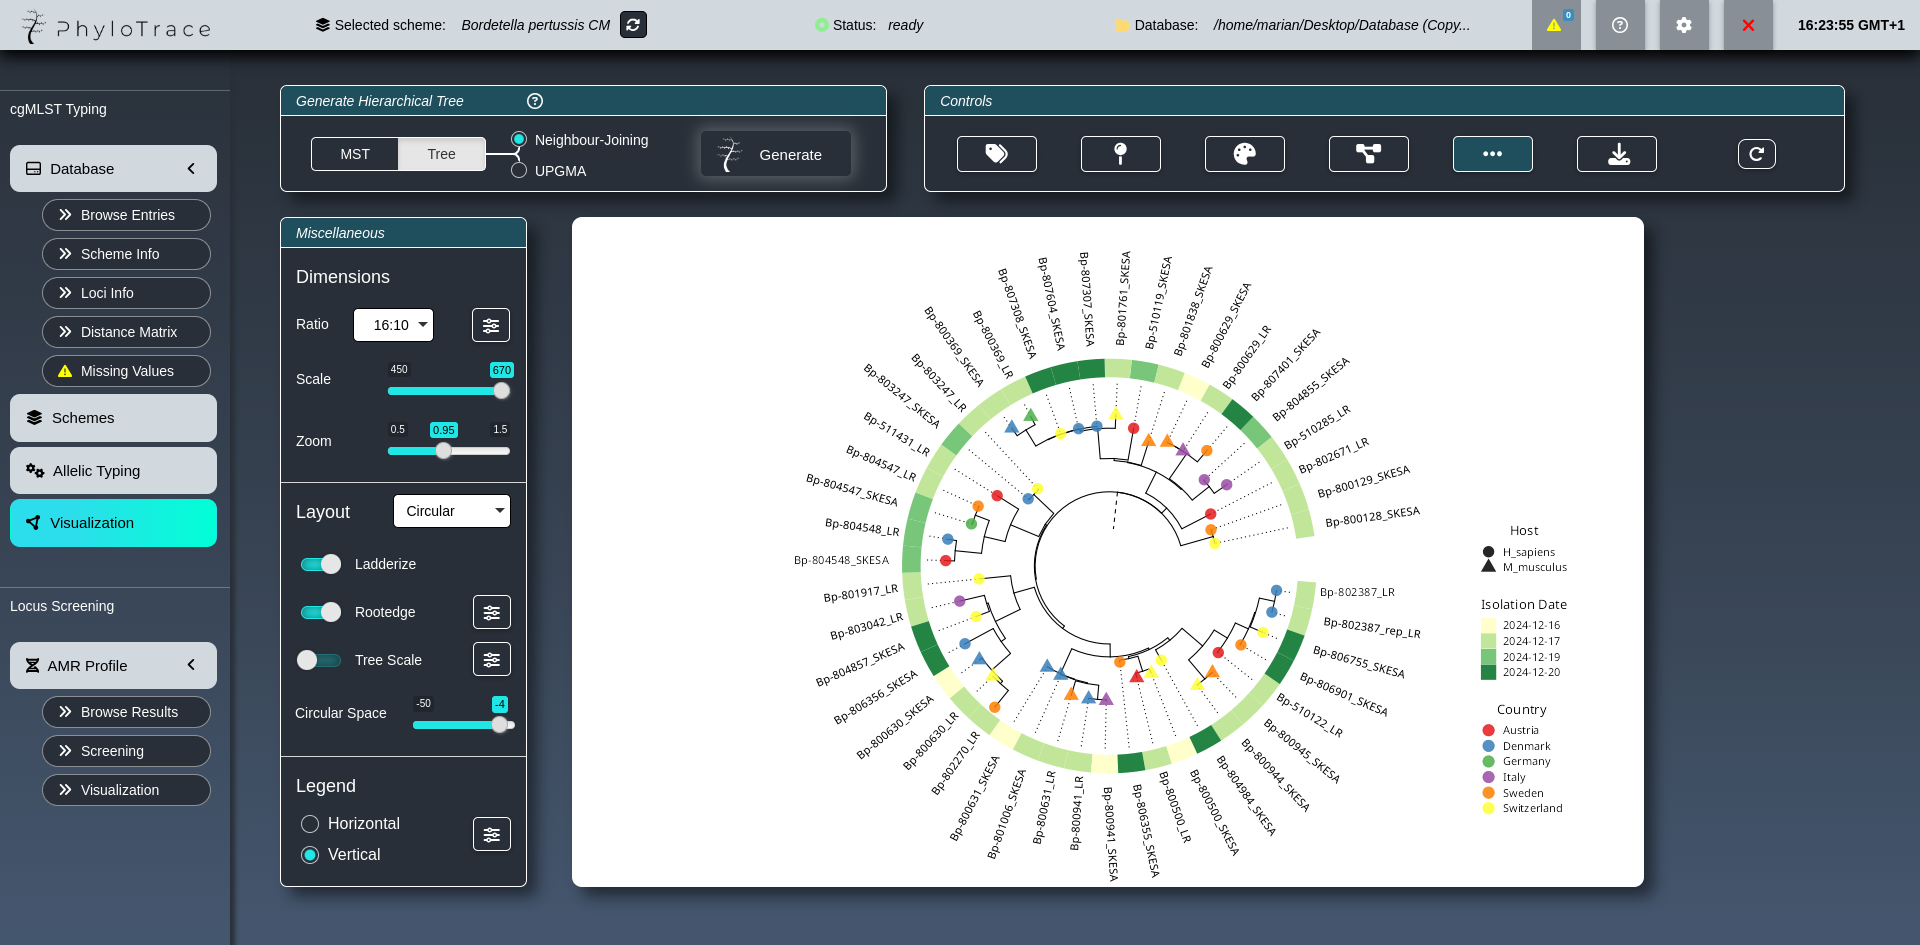 PhyloTrace
Selected scheme: Bordetella pertussis CM
Status: ready
Database: /home/marian/Desktop/Database (Copy...
0
16:23:55 GMT+1
cgMLST Typing
Database
Browse Entries
Scheme Info
Loci Info
Distance Matrix
Missing Values
Schemes
Allelic Typing
Visualization
Locus Screening
AMR Profile
Browse Results
Screening
Visualization
Generate Hierarchical Tree
MST
Tree
Neighbour-Joining
UPGMA
Generate
Controls
Miscellaneous
Dimensions
Ratio
16:10
Scale
450
670
Zoom
0.5
0.95
1.5
Layout
Circular
Ladderize
Rootedge
Tree Scale
Circular Space
-50
-4
Legend
Horizontal
Vertical
Bp-804548_SKESA
Bp-804548_LR
Bp-804547_SKESA
Bp-804547_LR
Bp-511431_LR
Bp-803247_SKESA
Bp-803247_LR
Bp-800369_SKESA
Bp-800369_LR
Bp-807308_SKESA
Bp-807604_SKESA
Bp-807307_SKESA
Bp-801761_SKESA
Bp-510119_SKESA
Bp-801838_SKESA
Bp-800629_SKESA
Bp-800629_LR
Bp-807401_SKESA
Bp-804855_SKESA
Bp-510285_LR
Bp-802671_LR
Bp-800129_SKESA
Bp-800128_SKESA
Bp-802387_LR
Bp-802387_rep_LR
Bp-806755_SKESA
Bp-806901_SKESA
Bp-510122_LR
Bp-800945_SKESA
Bp-800944_SKESA
Bp-804984_SKESA
Bp-800500_SKESA
Bp-800500_LR
Bp-806355_SKESA
Bp-800941_SKESA
Bp-800941_LR
Bp-800631_LR
Bp-801006_SKESA
Bp-800631_SKESA
Bp-802270_LR
Bp-800630_LR
Bp-800630_SKESA
Bp-806356_SKESA
Bp-804857_SKESA
Bp-803042_LR
Bp-801917_LR
Host
H_sapiens
M_musculus
Isolation Date
2024-12-16
2024-12-17
2024-12-19
2024-12-20
Country
Austria
Denmark
Germany
Italy
Sweden
Switzerland